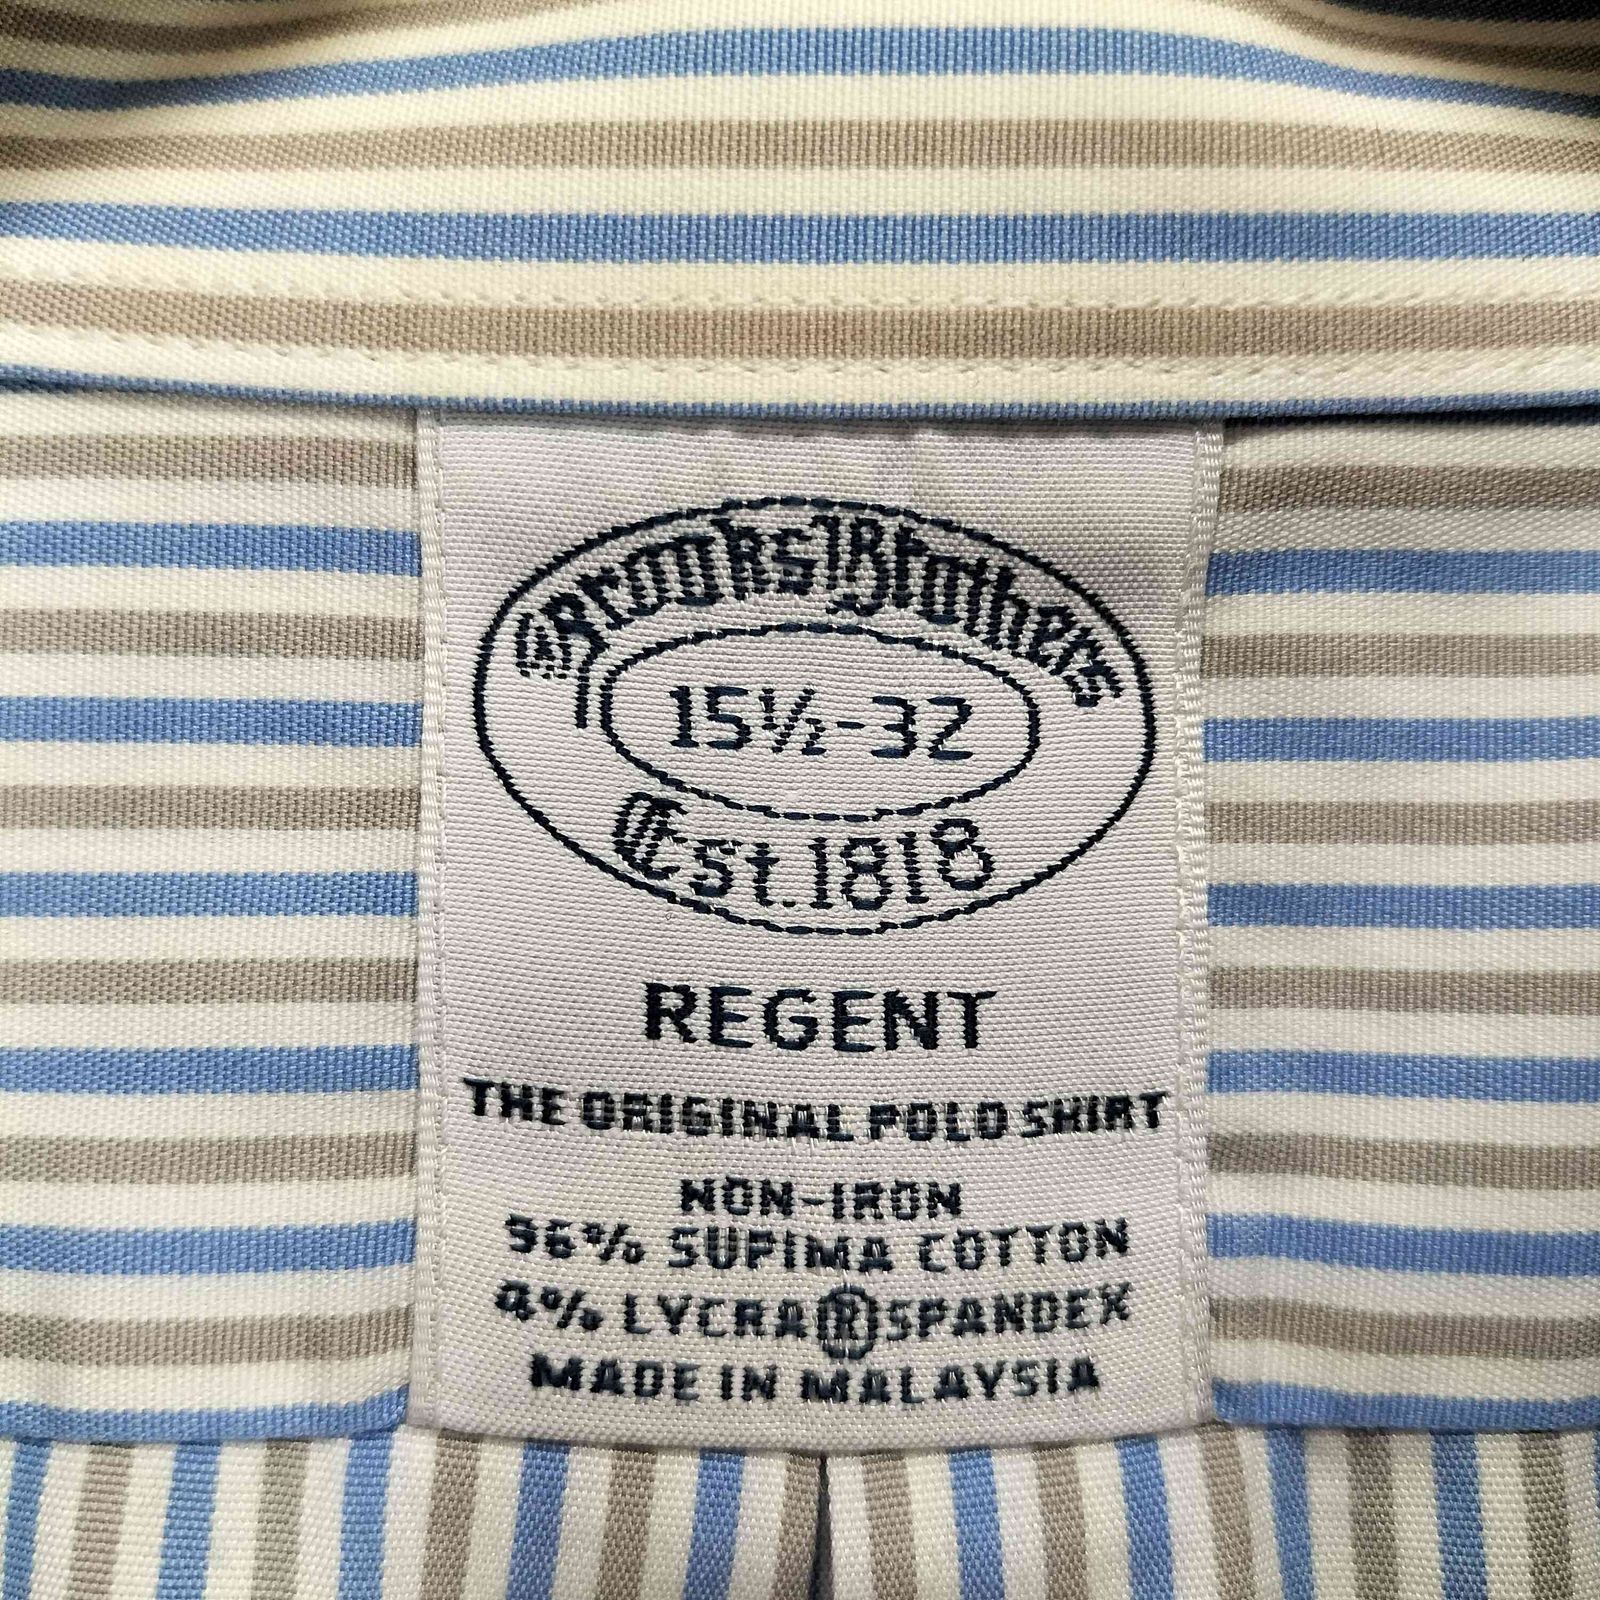 Brooks Brothers
15½-32
Est.1818
REGENT
THE ORIGINAL POLO SHIRT
NON-IRON
96% SUPIMA COTTON
4% LYCRA®SPANDEX
MADE IN MALAYSIA